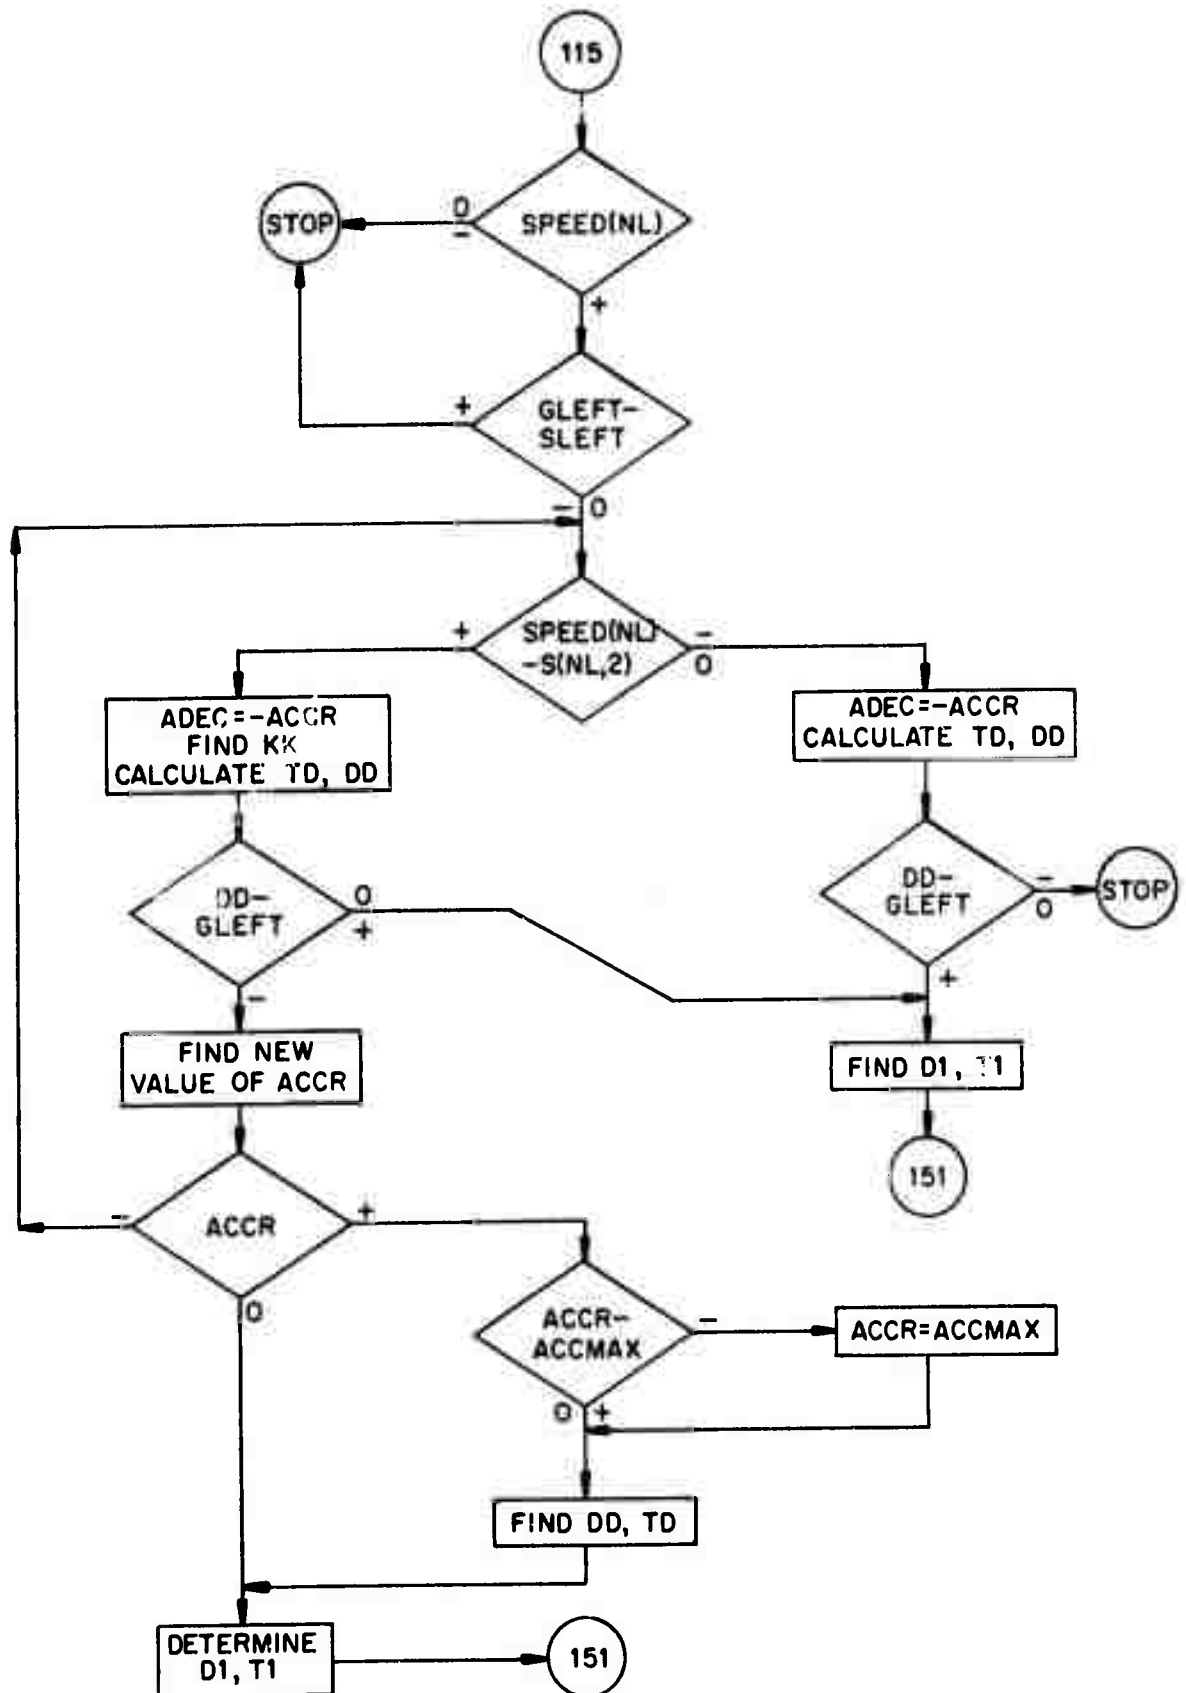 115
SPEED(NL)
STOP
0
-
+
GLEFT-
SLEFT
+
- 0
SPEED(NL)
-S(NL,2)
+
-
0
ADEC=-ACCR
FIND KK
CALCULATE TD, DD
ADEC=-ACCR
CALCULATE TD, DD
DD-
GLEFT
0
+
-
DD-
GLEFT
-
0
STOP
+
FIND NEW
VALUE OF ACCR
FIND D1, T1
151
ACCR
-
+
0
ACCR-
ACCMAX
-
ACCR=ACCMAX
0 +
FIND DD, TD
DETERMINE
D1, T1
151